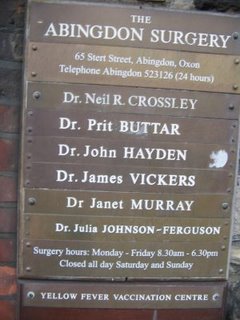 THE
ABINGDON SURGERY
65 Stert Street, Abingdon, Oxon
Telephone Abingdon 523126 (24 hours)
Dr. Neil R. CROSSLEY
Dr. Prit BUTTAR
Dr. John HAYDEN
Dr. James VICKERS
Dr Janet MURRAY
Dr. Julia JOHNSON-FERGUSON
Surgery hours: Monday - Friday 8.30am - 6.30pm
Closed all day Saturday and Sunday
YELLOW FEVER VACCINATION CENTRE